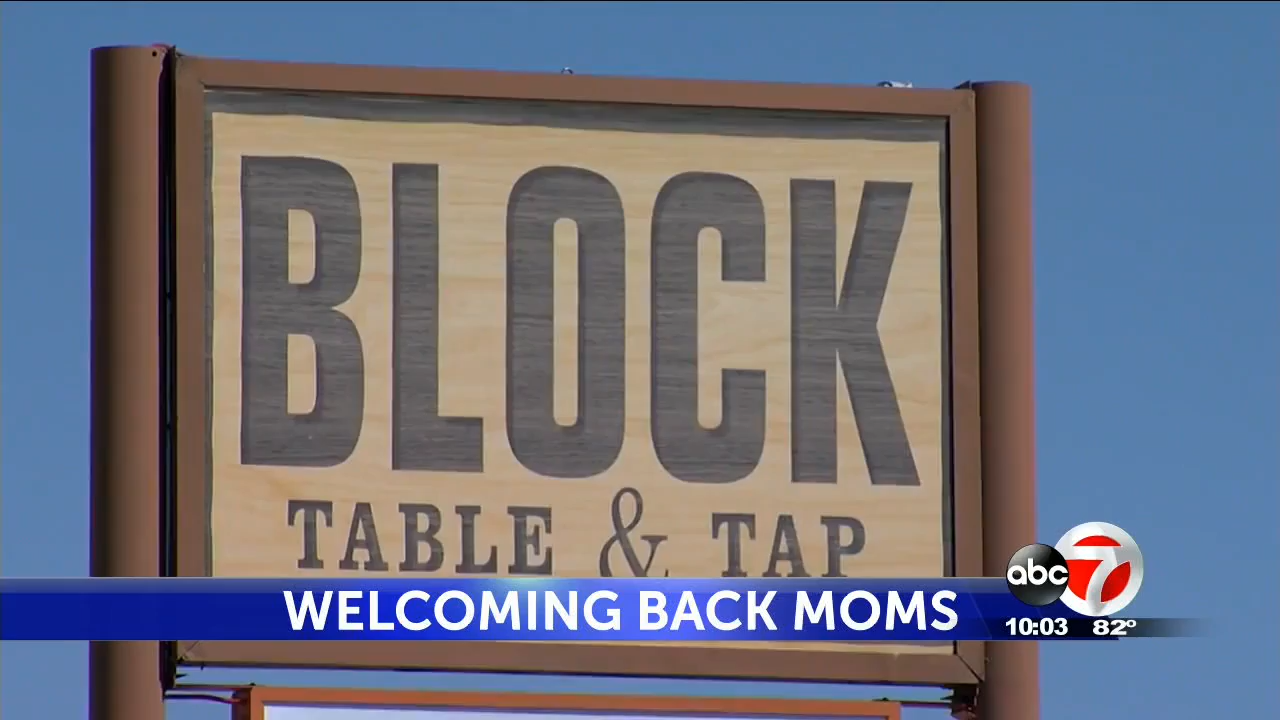 BLOCK
TABLE & TAP
WELCOMING BACK MOMS
abc 7
10:03 82°